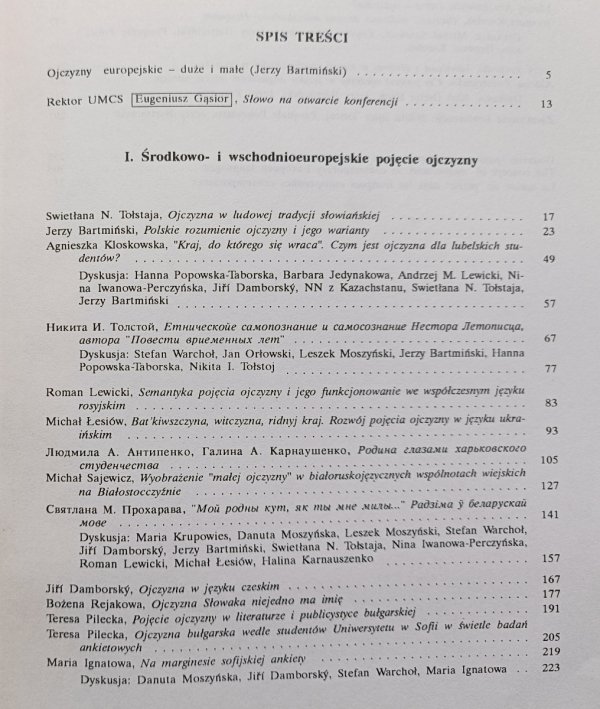 SPIS TREŚCI
Ojczyzny europejskie – duże i małe (Jerzy Bartmiński) . . . . . . . . . . . . . . . . . . . . . 5
Rektor UMCS Eugeniusz Gąsior, Słowo na otwarcie konferencji . . . . . . . . . . . . . . . 13
I. Środkowo- i wschodnioeuropejskie pojęcie ojczyzny
Swietłana N. Tołstaja, Ojczyzna w ludowej tradycji słowiańskiej . . . . . . . . . . . . . . . . 17
Jerzy Bartmiński, Polskie rozumienie ojczyzny i jego warianty . . . . . . . . . . . . . . . . . 23
Agnieszka Kloskowska, "Kraj, do którego się wraca". Czym jest ojczyzna dla lubelskich stu-
dentów? . . . . . . . . . . . . . . . . . . . . . . . . . . . . . . . . . . . . . . . 49
Dyskusja: Hanna Popowska-Taborska, Barbara Jedynakowa, Andrzej M. Lewicki, Ni-
na Iwanowa-Perczyńska, Jiří Damborský, NN z Kazachstanu, Swietłana N. Tołstaja,
Jerzy Bartmiński . . . . . . . . . . . . . . . . . . . . . . . . . . . . . . . . . . . 57
Никита И. Толстой, Етническойе самопознание и самосознание Нестора Летописца,
автора "Повести вриеменных лет" . . . . . . . . . . . . . . . . . . . . . . . . . . . 67
Dyskusja: Stefan Warchoł, Jan Orłowski, Leszek Moszyński, Jerzy Bartmiński, Hanna
Popowska-Taborska, Nikita I. Tołstoj . . . . . . . . . . . . . . . . . . . . . . . . . . 77
Roman Lewicki, Semantyka pojęcia ojczyzny i jego funkcjonowanie we współczesnym języku
rosyjskim . . . . . . . . . . . . . . . . . . . . . . . . . . . . . . . . . . . . . . . 83
Michał Łesiów, Bat'kiwszczyna, witczyzna, ridnyj kraj. Rozwój pojęcia ojczyzny w języku ukra-
ińskim . . . . . . . . . . . . . . . . . . . . . . . . . . . . . . . . . . . . . . . . 93
Людмила А. Антипенко, Галина А. Карнаушенко, Родина глазами харьковского
студенчества . . . . . . . . . . . . . . . . . . . . . . . . . . . . . . . . . . . . . 105
Michał Sajewicz, Wyobrażenie "małej ojczyzny" w białoruskojęzycznych wspólnotach wiejskich
na Białostocczyźnie . . . . . . . . . . . . . . . . . . . . . . . . . . . . . . . . . . 127
Святлана М. Прохарава, "Мой родны кут, як ты мне милы..." Радзіма ў беларускай
мове . . . . . . . . . . . . . . . . . . . . . . . . . . . . . . . . . . . . . . . . . 141
Dyskusja: Maria Krupowies, Danuta Moszyńska, Leszek Moszyński, Stefan Warchoł,
Jiří Damborský, Jerzy Bartmiński, Swietłana N. Tołstaja, Nina Iwanowa-Perczyńska,
Roman Lewicki, Michał Łesiów, Halina Karnauszenko . . . . . . . . . . . . . . . . . . 157
Jiří Damborský, Ojczyzna w języku czeskim . . . . . . . . . . . . . . . . . . . . . . . . 167
Bożena Rejakowa, Ojczyzna Słowaka niejedno ma imię . . . . . . . . . . . . . . . . . . . 177
Teresa Pilecka, Pojęcie ojczyzny w literaturze i publicystyce bułgarskiej . . . . . . . . . . . . 191
Teresa Pilecka, Ojczyzna bułgarska wedle studentów Uniwersytetu w Sofii w świetle badań
ankietowych . . . . . . . . . . . . . . . . . . . . . . . . . . . . . . . . . . . . . 205
Maria Ignatowa, Na marginesie sofijskiej ankiety . . . . . . . . . . . . . . . . . . . . . . 219
Dyskusja: Danuta Moszyńska, Jiří Damborský, Stefan Warchoł, Maria Ignatowa . . 223